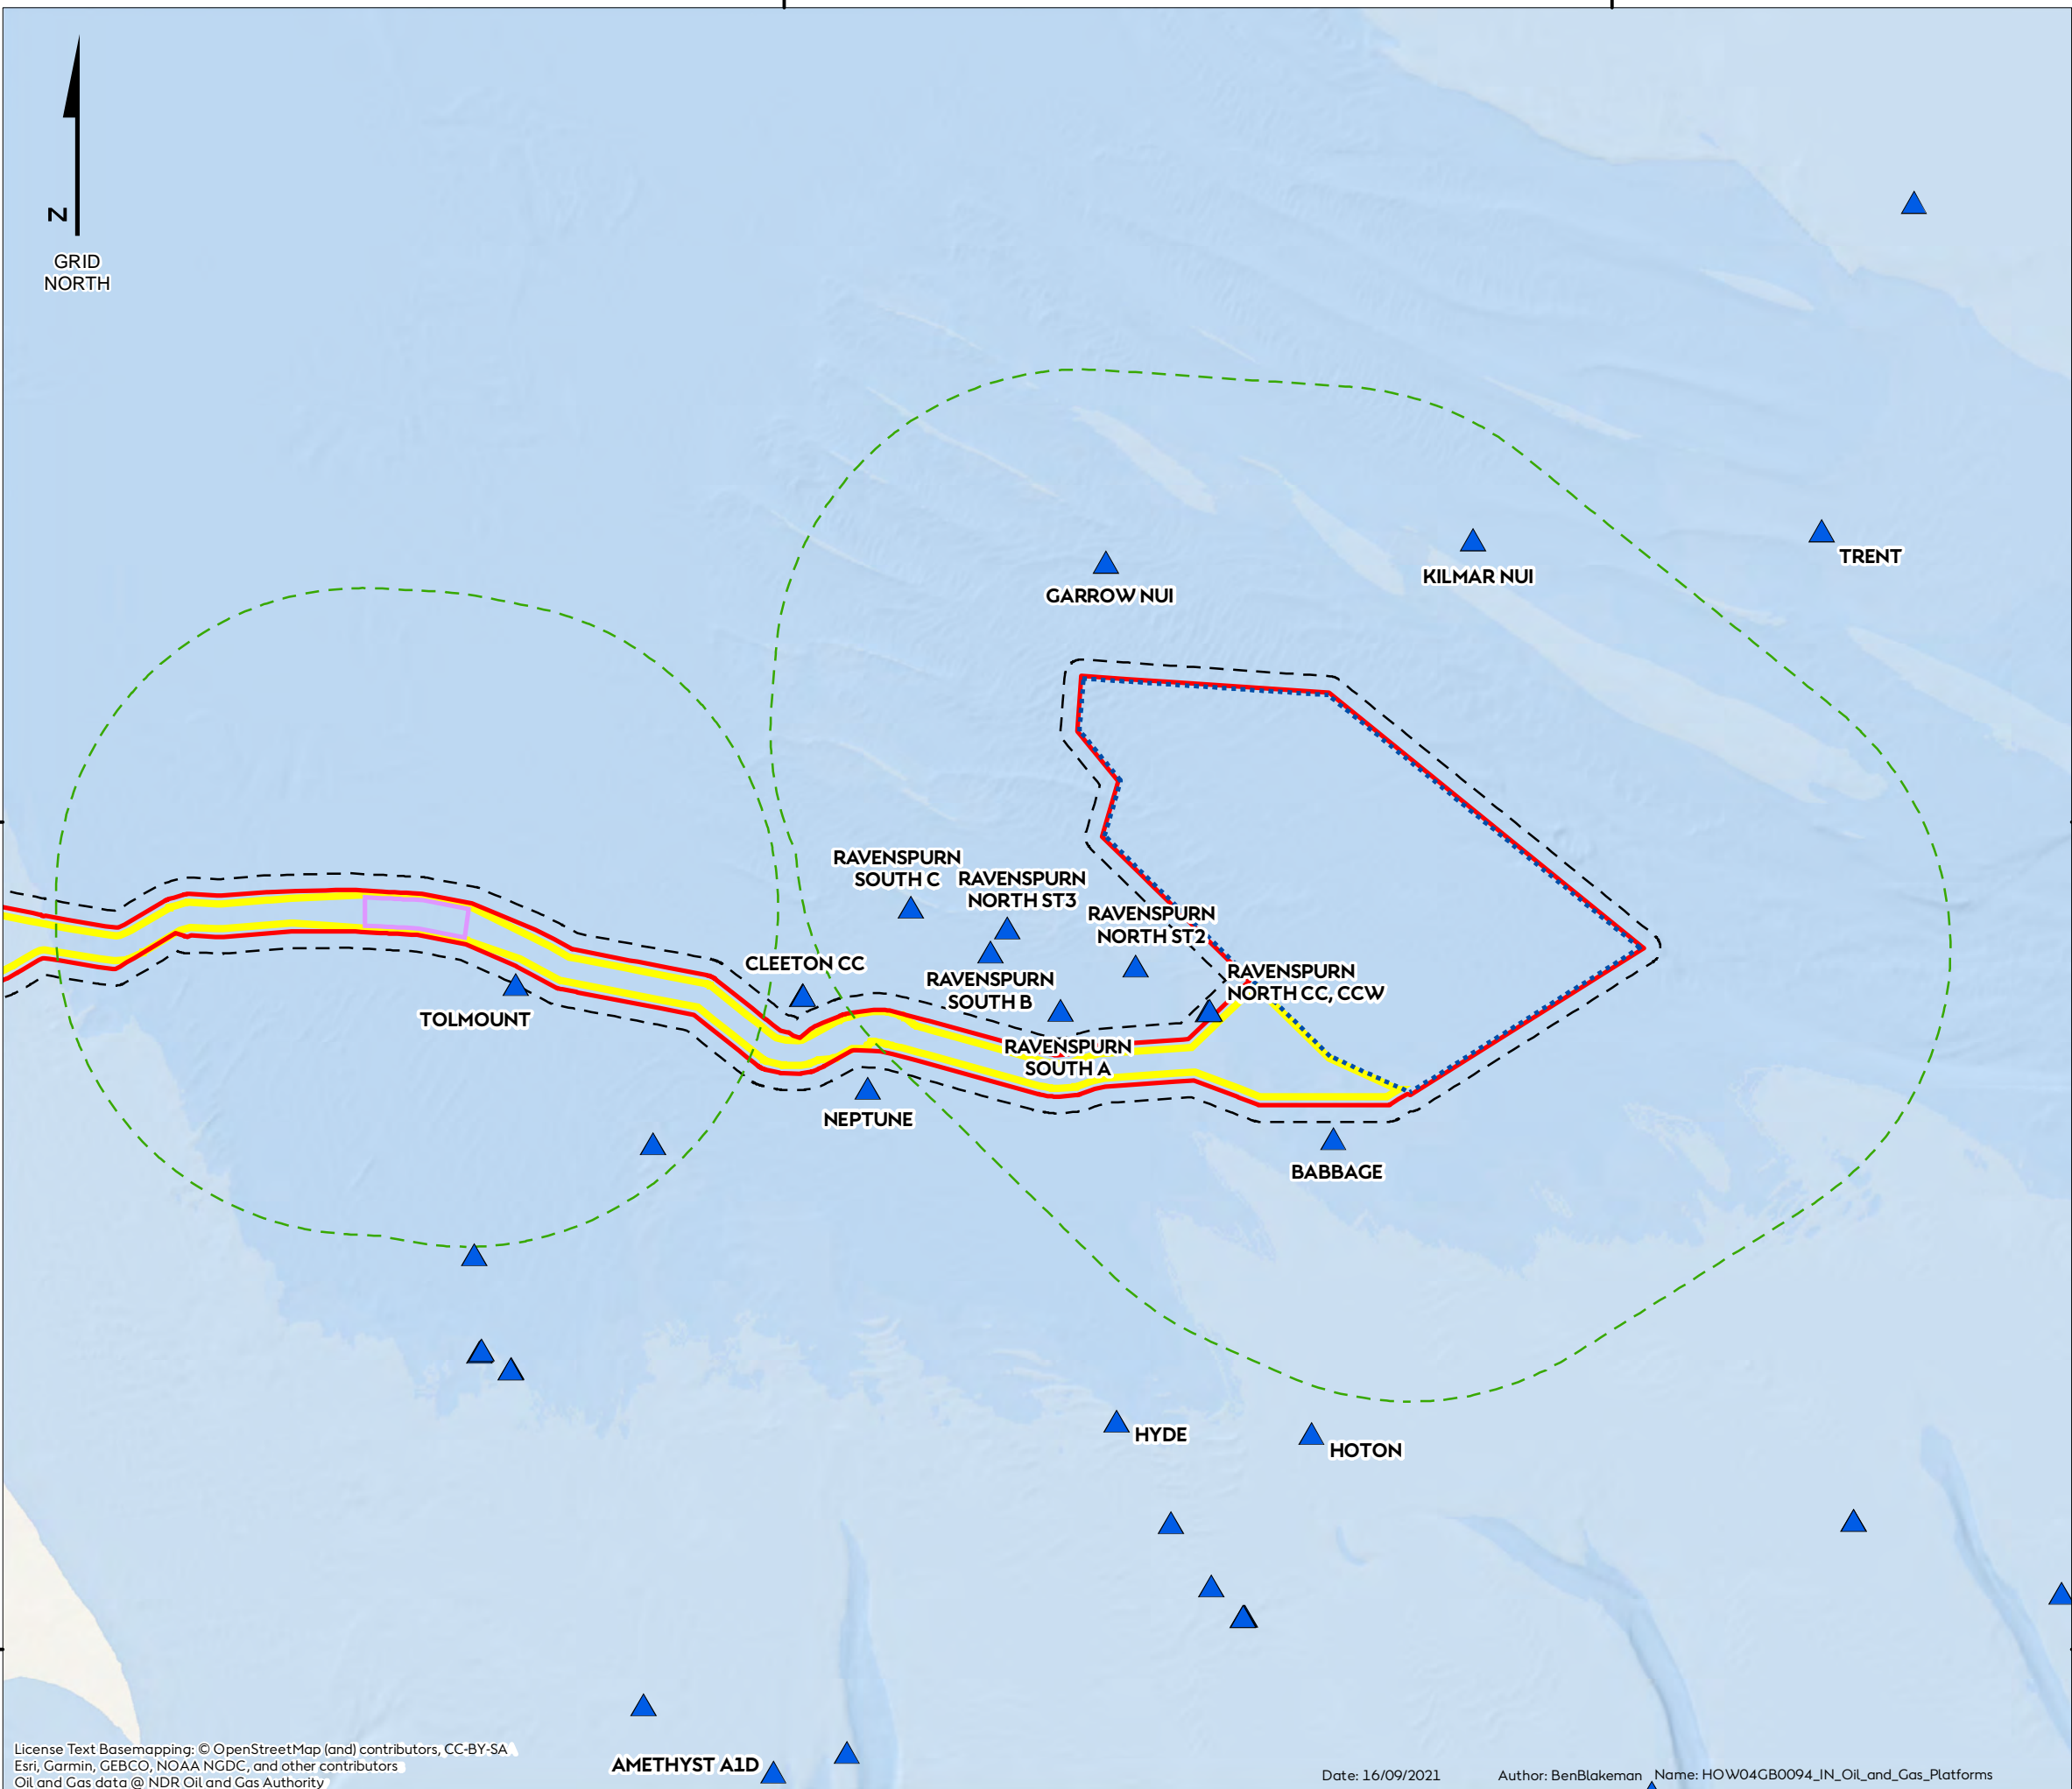 N
GRID
NORTH
TRENT
KILMAR NUI
GARROW NUI
RAVENSPURN
SOUTH C
RAVENSPURN
NORTH ST3
RAVENSPURN
NORTH ST2
CLEETON CC
RAVENSPURN
SOUTH B
RAVENSPURN
NORTH CC, CCW
TOLMOUNT
RAVENSPURN
SOUTH A
NEPTUNE
BABBAGE
HYDE
HOTON
AMETHYST A1D
License Text Basemapping: © OpenStreetMap (and) contributors, CC-BY-SA
Esri, Garmin, GEBCO, NOAA NGDC, and other contributors
Oil and Gas data @ NDR Oil and Gas Authority
Date: 16/09/2021 Author: BenBlakeman Name: HOW04GB0094_IN_Oil_and_Gas_Platforms